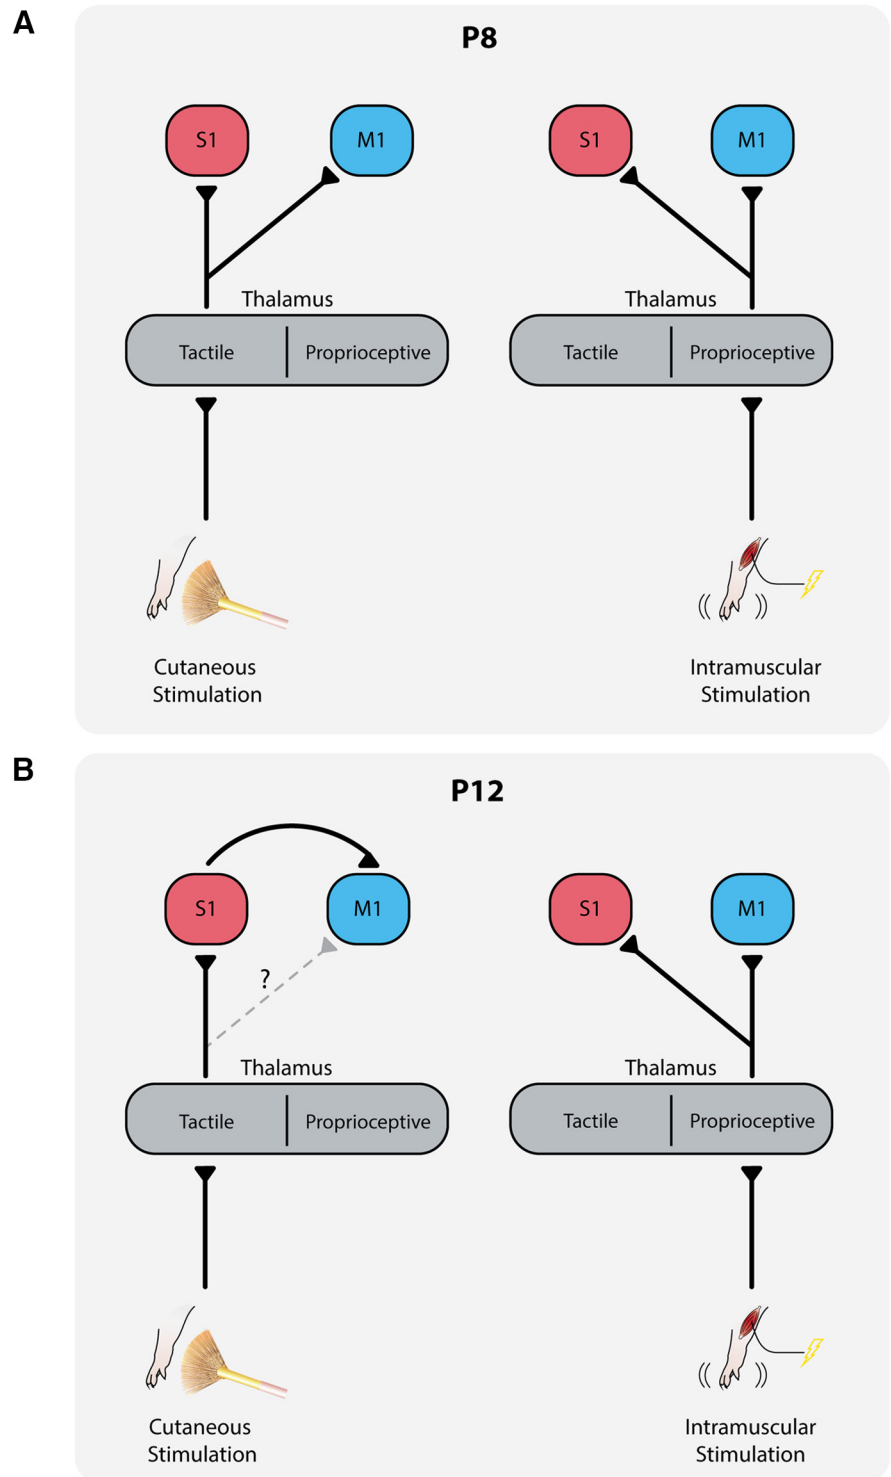 A
P8
S1
M1
S1
M1
Thalamus
Thalamus
Tactile
Proprioceptive
Tactile
Proprioceptive
Cutaneous
Stimulation
Intramuscular
Stimulation
B
P12
S1
M1
S1
M1
?
Thalamus
Thalamus
Tactile
Proprioceptive
Tactile
Proprioceptive
Cutaneous
Stimulation
Intramuscular
Stimulation